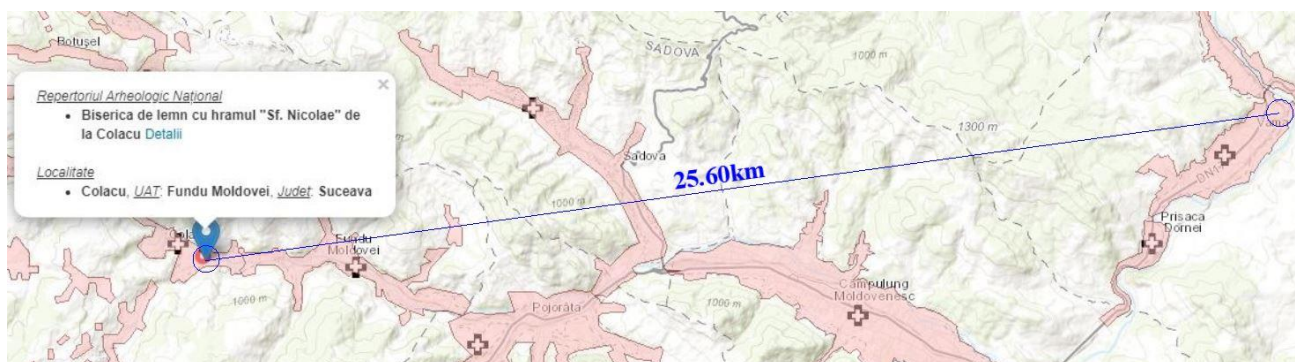 Botușel
Repertoriul Arheologic Național
Biserica de lemn cu hramul "Sf. Nicolae" de
la Colacu Detalii
Localitate
Colacu, UAT: Fundu Moldovei, Județ: Suceava
SADOVA
1000 m
1300 m
Vama
Sadova
25.60km
DN17
1000 m
Prisaca
Dornei
Fundu
Moldovei
1000 m
Pojorâta
1000 m
Câmpulung
Moldovenesc